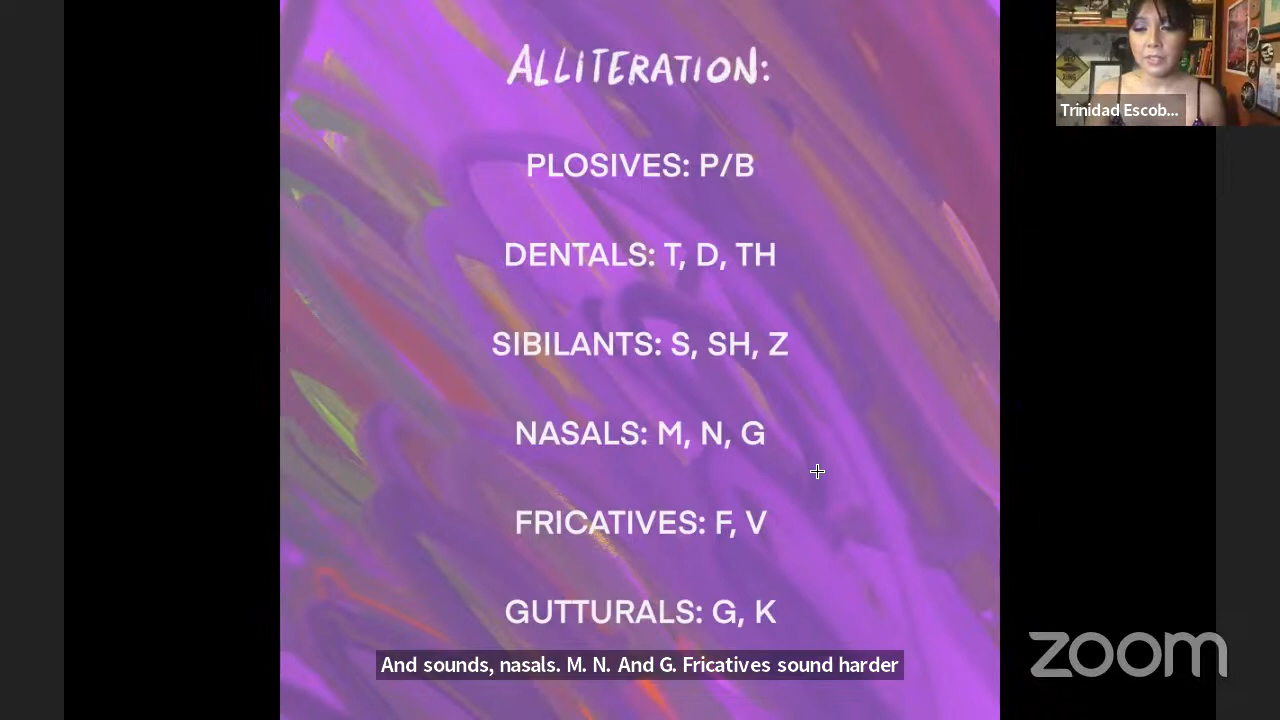 ALLITERATION:
Trinidad Escob...
PLOSIVES: P/B
DENTALS: T, D, TH
SIBILANTS: S, SH, Z
NASALS: M, N, G
FRICATIVES: F, V
GUTTURALS: G, K
And sounds, nasals. M. N. And G. Fricatives sound harder
zoom